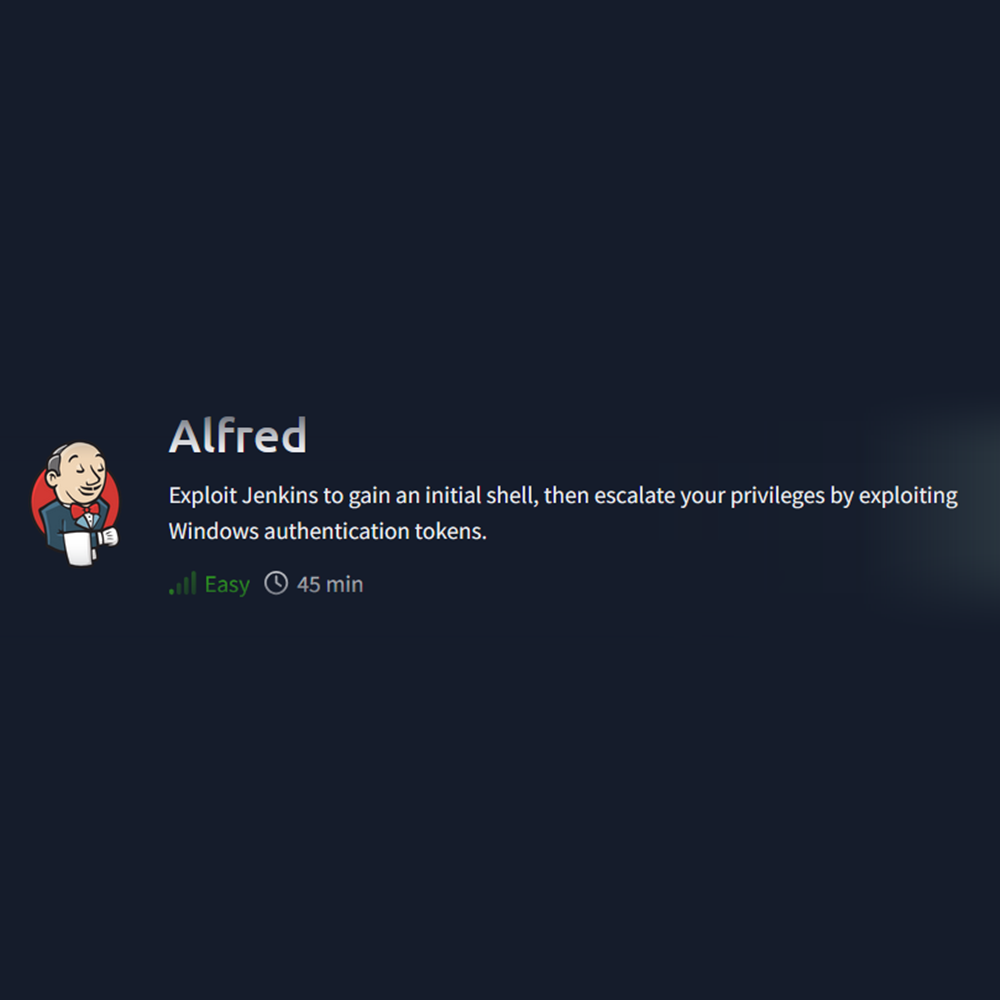 Alfred
Exploit Jenkins to gain an initial shell, then escalate your privileges by exploiting
Windows authentication tokens.
Easy 45 min